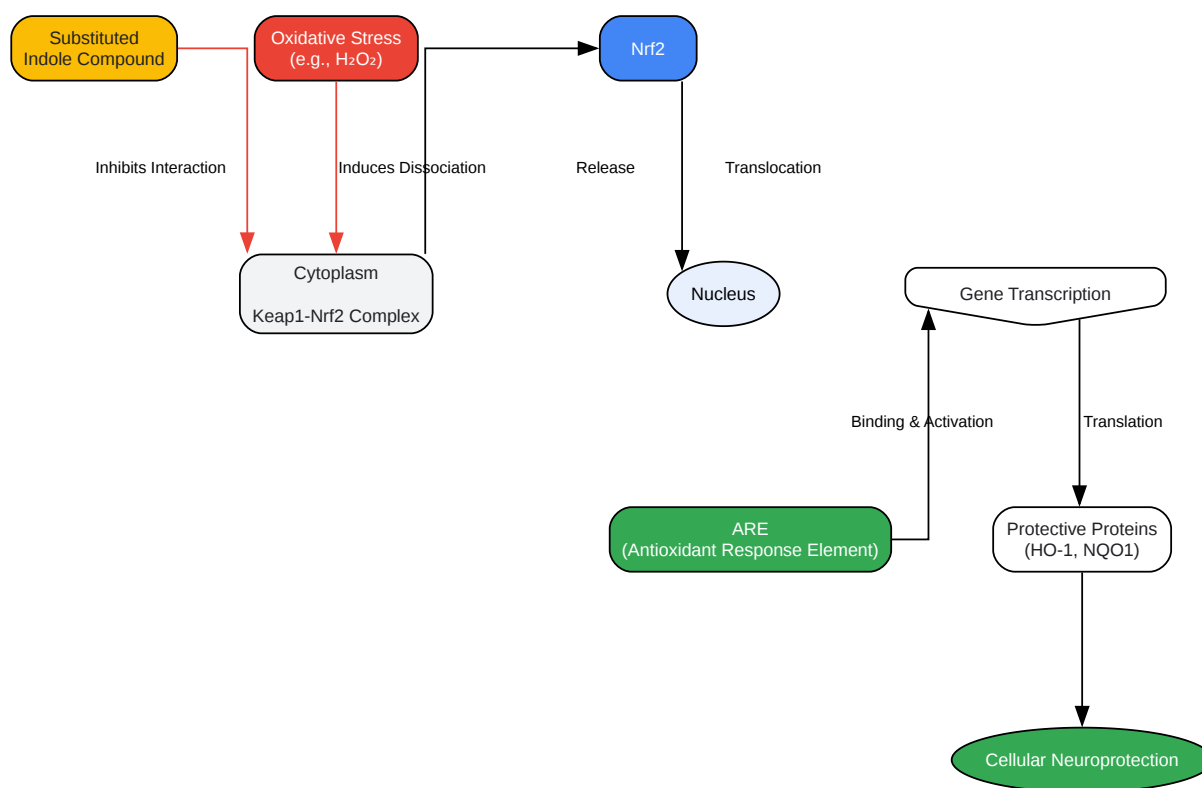 Substituted
Indole Compound
Oxidative Stress
(e.g., H₂O₂)
Nrf2
Inhibits Interaction
Induces Dissociation
Release
Translocation
Cytoplasm
Keap1-Nrf2 Complex
Nucleus
Gene Transcription
Binding & Activation
Translation
ARE
(Antioxidant Response Element)
Protective Proteins
(HO-1, NQO1)
Cellular Neuroprotection